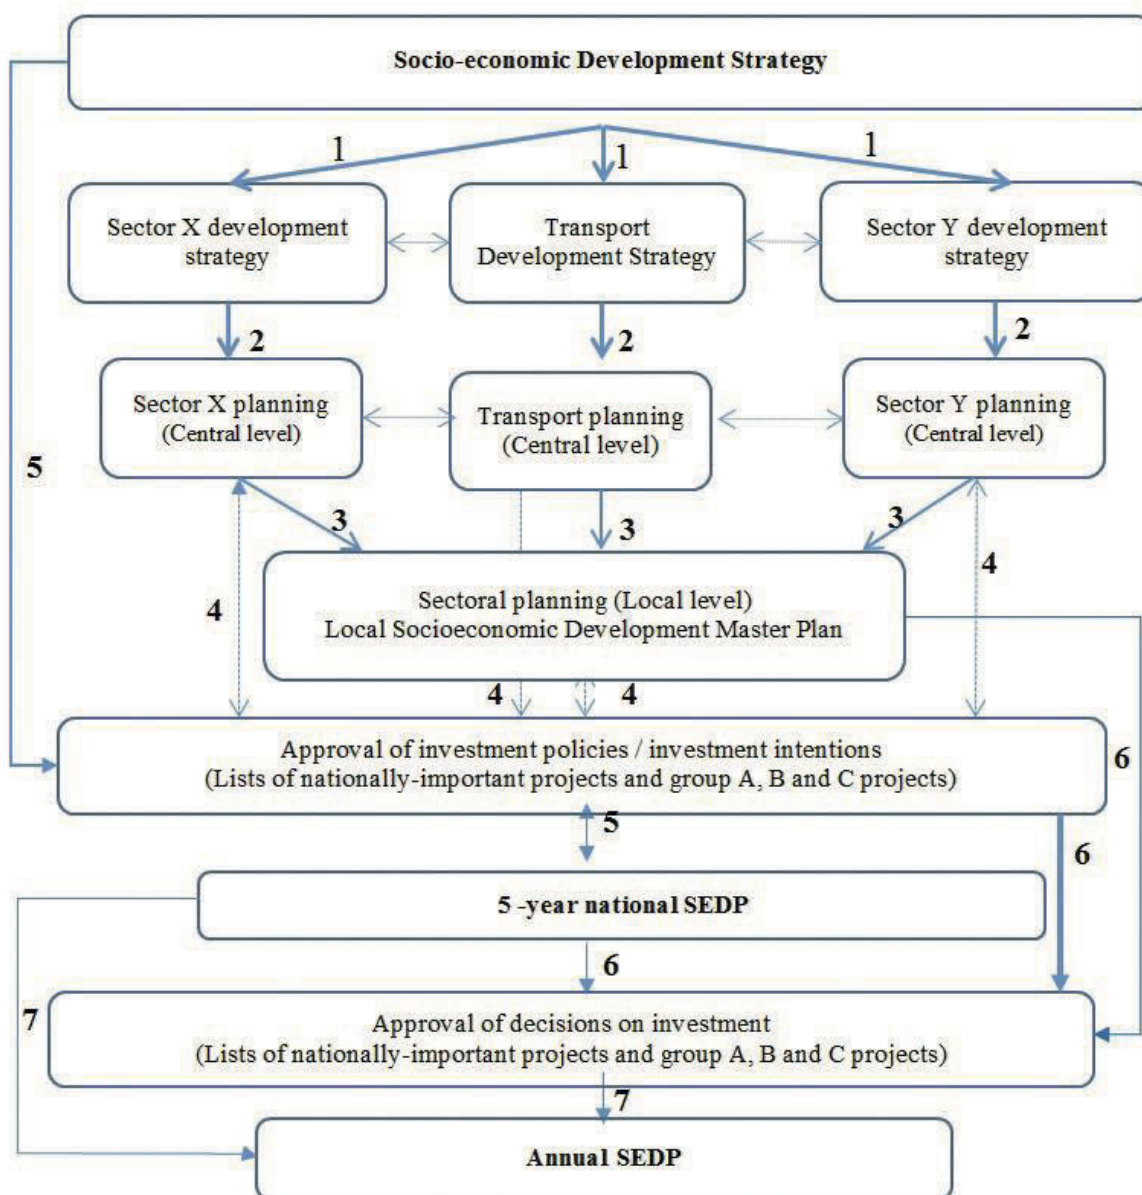 Socio-economic Development Strategy
1
1
1
Sector X development
strategy
Transport
Development Strategy
Sector Y development
strategy
2
2
2
Sector X planning
(Central level)
Transport planning
(Central level)
Sector Y planning
(Central level)
5
3
3
3
4
4
Sectoral planning (Local level)
Local Socioeconomic Development Master Plan
4
4
Approval of investment policies / investment intentions
(Lists of nationally-important projects and group A, B and C projects)
6
5
6
5 -year national SEDP
6
7
Approval of decisions on investment
(Lists of nationally-important projects and group A, B and C projects)
7
Annual SEDP